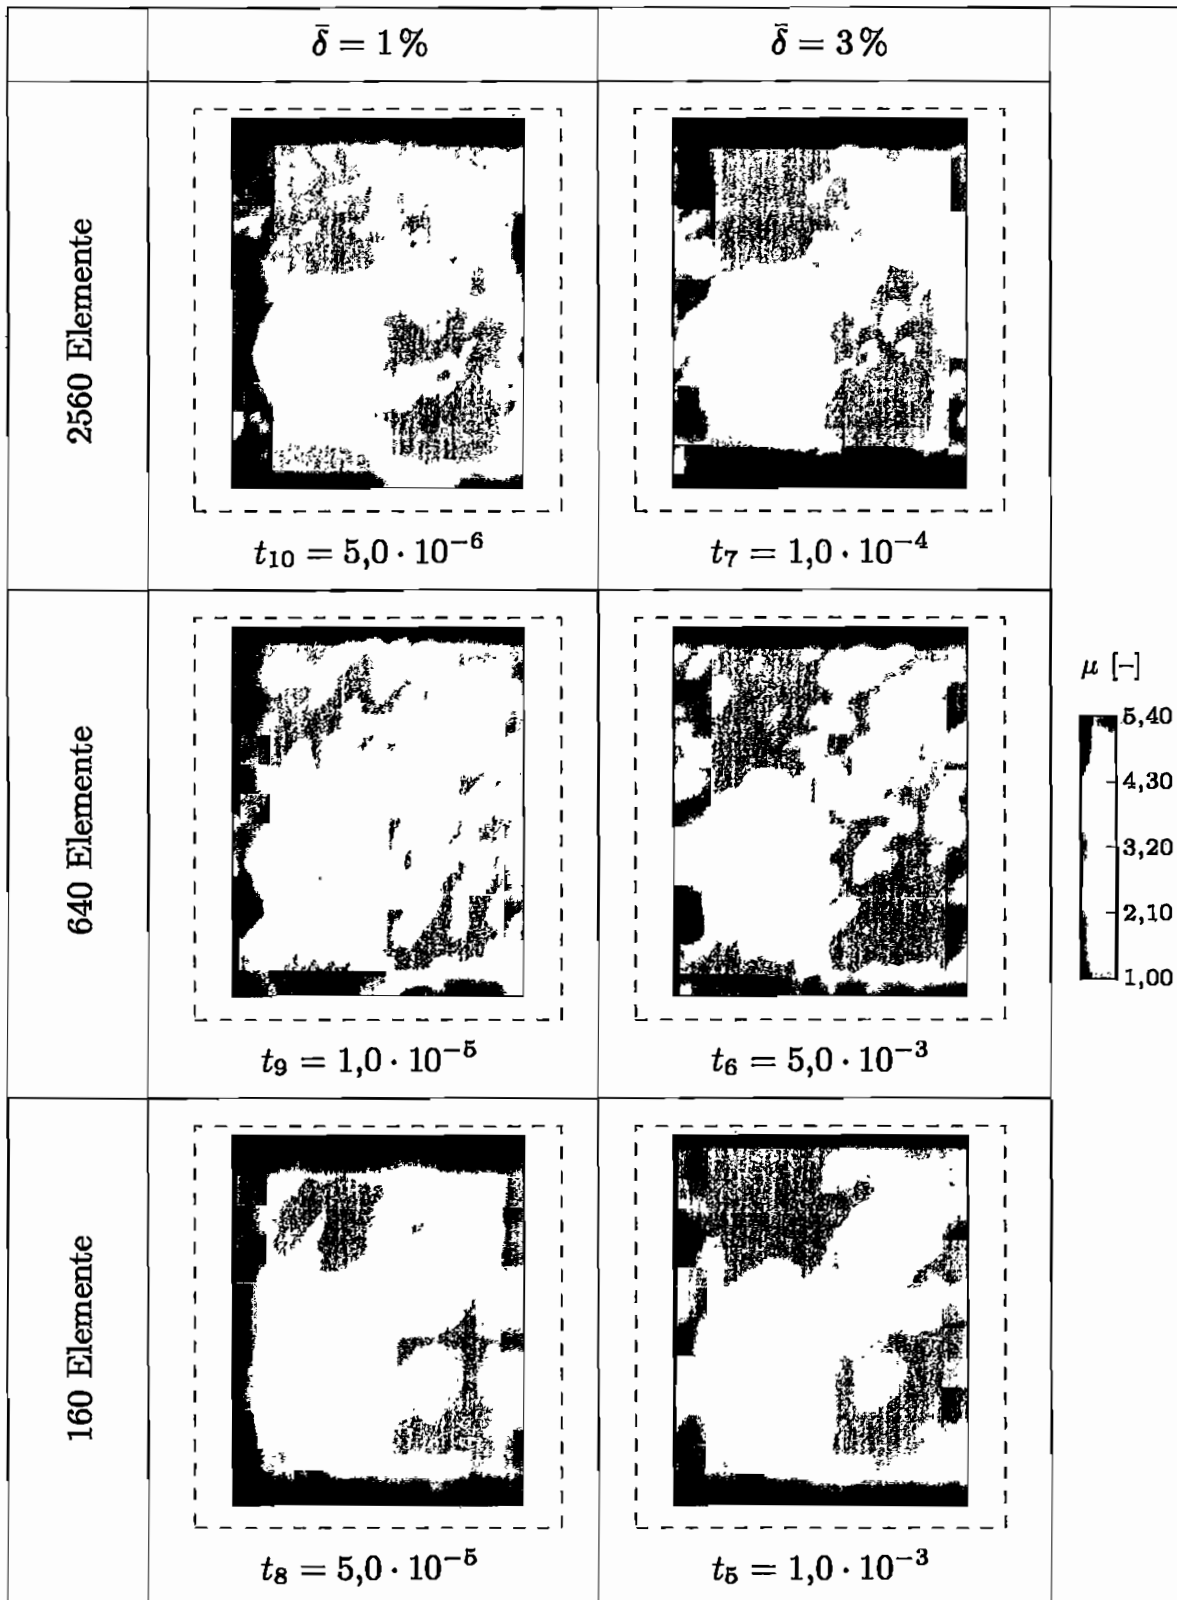 δ̄ = 1 %
δ̄ = 3 %
2560 Elemente
t₁₀ = 5,0 · 10⁻⁶
t₇ = 1,0 · 10⁻⁴
640 Elemente
t₉ = 1,0 · 10⁻⁵
t₆ = 5,0 · 10⁻³
μ [–]
5,40
4,30
3,20
2,10
1,00
160 Elemente
t₈ = 5,0 · 10⁻⁵
t₅ = 1,0 · 10⁻³